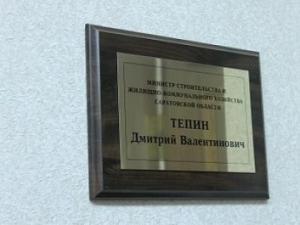 МИНИСТР СТРОИТЕЛЬСТВА И
ЖИЛИЩНО-КОММУНАЛЬНОГО ХОЗЯЙСТВА
САРАТОВСКОЙ ОБЛАСТИ
ТЕПИН
Дмитрий Валентинович